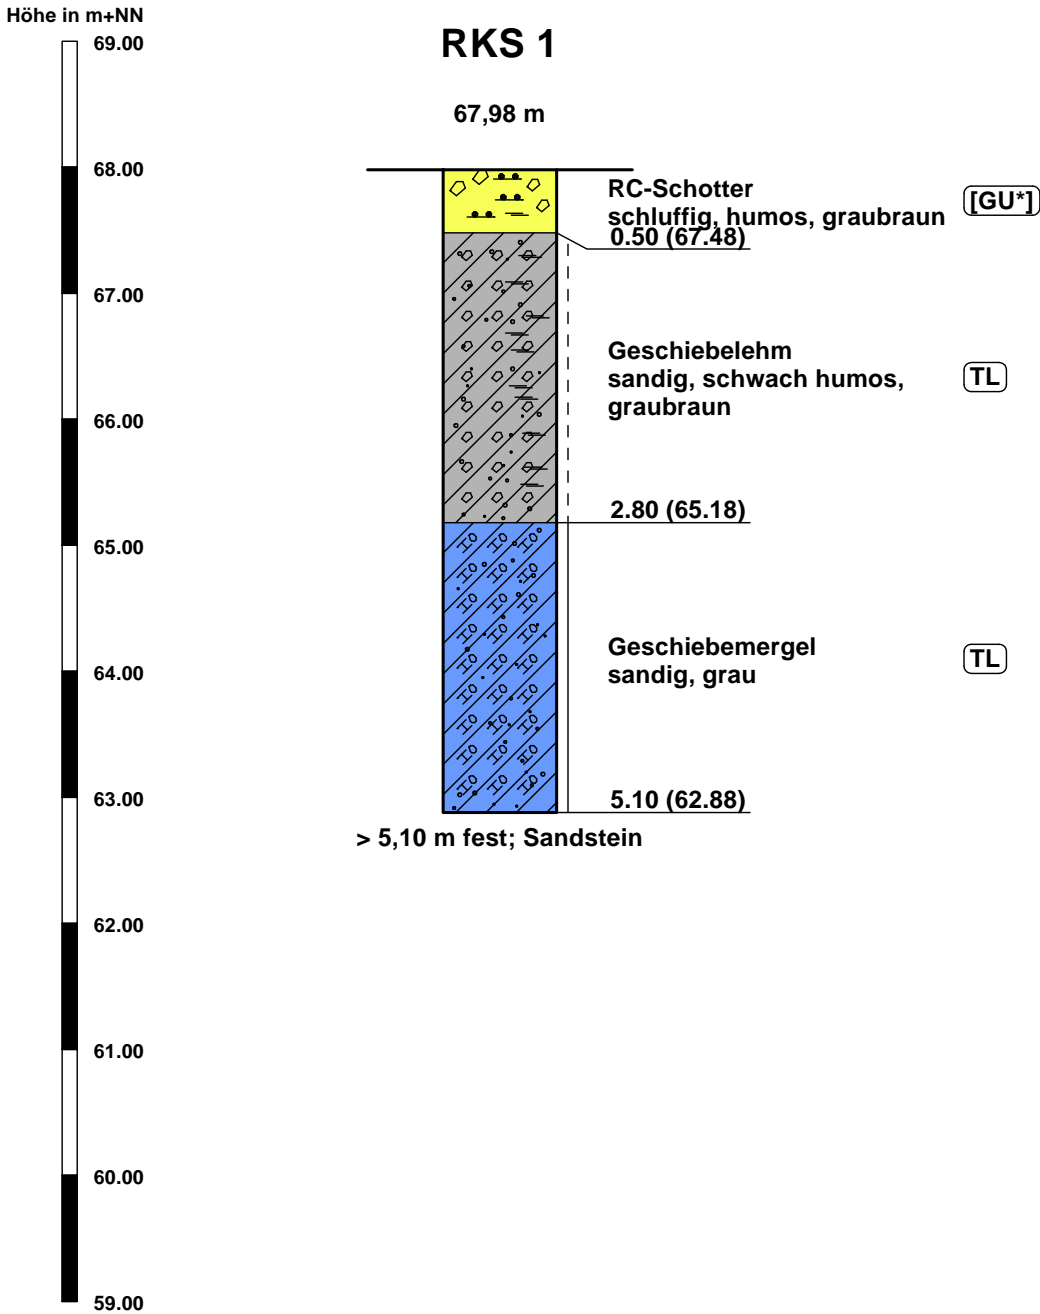 Höhe in m+NN
69.00
RKS 1
67,98 m
68.00
RC-Schotter
schluffig, humos, graubraun
[GU*]
0.50 (67.48)
67.00
Geschiebelehm
sandig, schwach humos,
graubraun
TL
66.00
2.80 (65.18)
65.00
Geschiebemergel
sandig, grau
TL
64.00
63.00
5.10 (62.88)
> 5,10 m fest; Sandstein
62.00
61.00
60.00
59.00